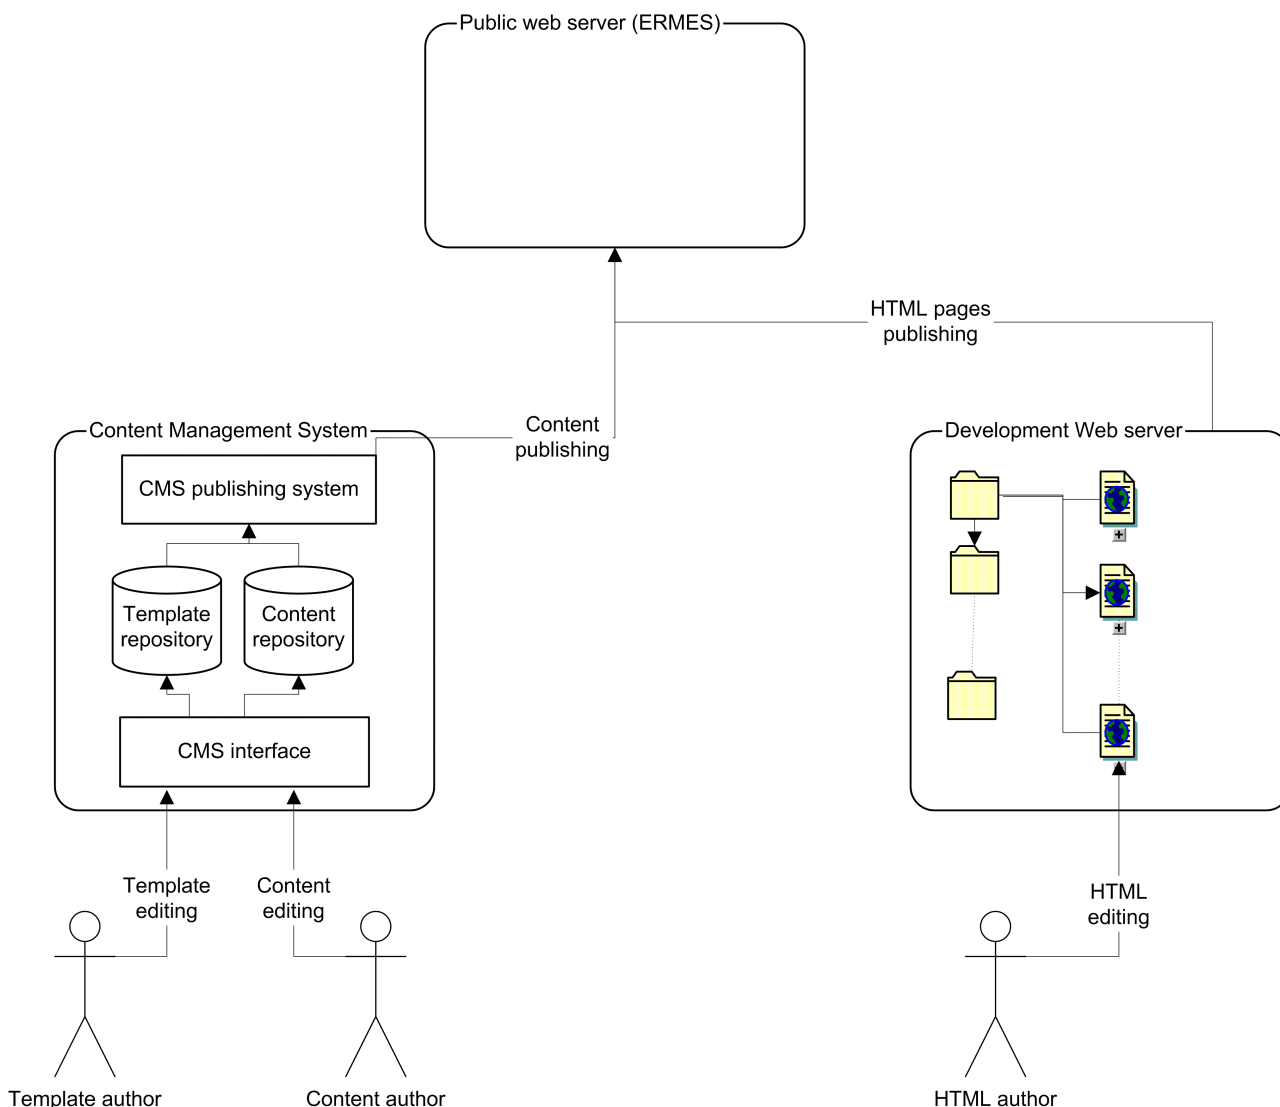 Public web server (ERMES)
HTML pages
publishing
Content
publishing
Content Management System
CMS publishing system
Template
repository
Content
repository
CMS interface
Development Web server
Template
editing
Content
editing
HTML
editing
Template author
Content author
HTML author